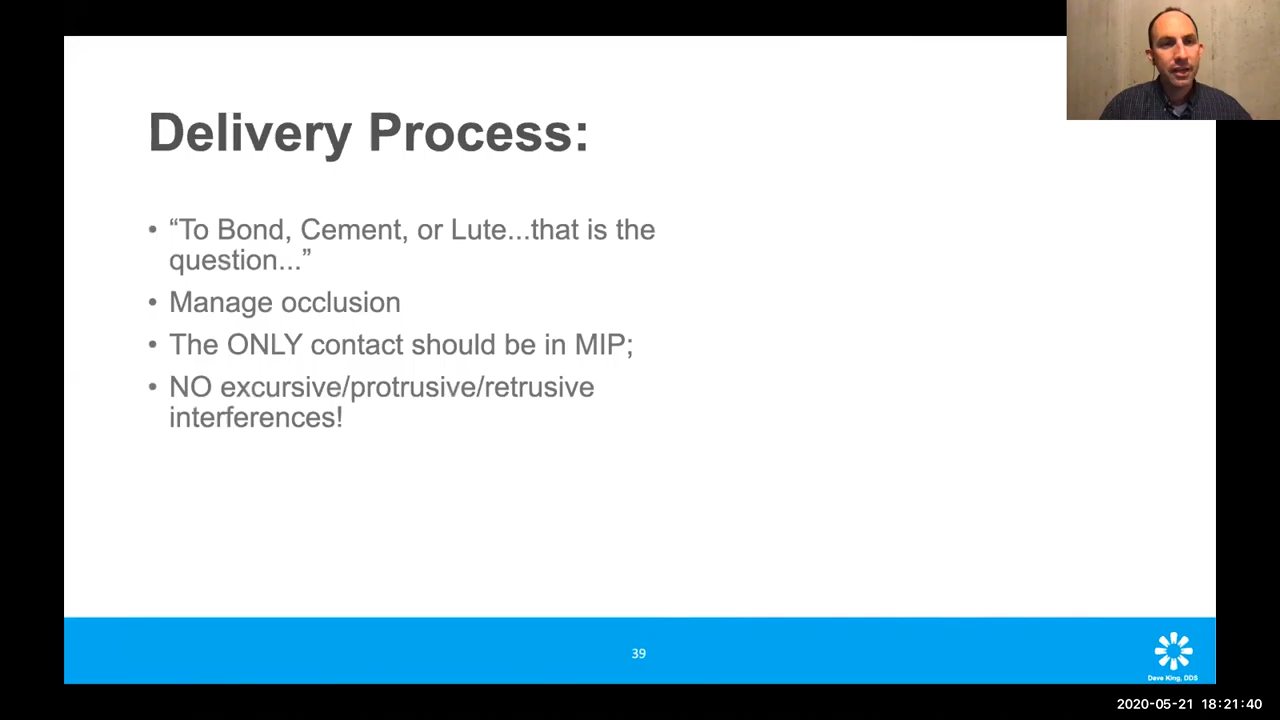 Delivery Process:
• “To Bond, Cement, or Lute...that is the
question...”
• Manage occlusion
• The ONLY contact should be in MIP;
• NO excursive/protrusive/retrusive
interferences!
39
Dave King, DDS
2020-05-21 18:21:40